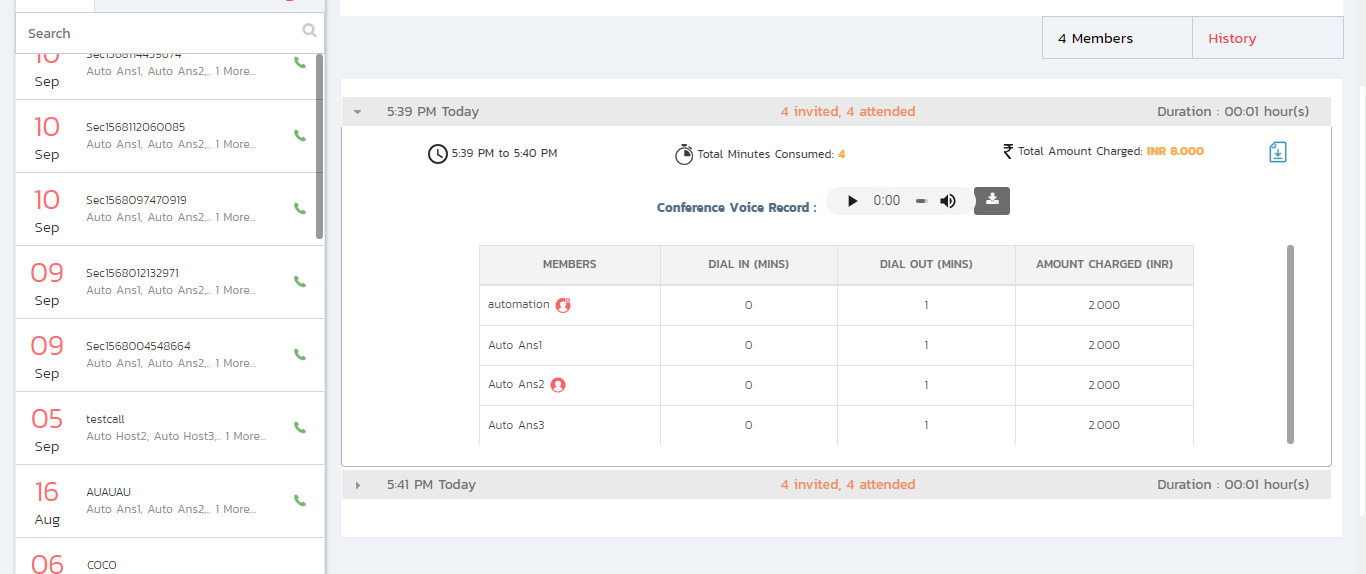 Search
10
Sep
Sec1568114459674
Auto Ans1, Auto Ans2,.. 1 More...
10
Sep
Sec1568112060085
Auto Ans1, Auto Ans2,.. 1 More...
10
Sep
Sec1568097470919
Auto Ans1, Auto Ans2,.. 1 More...
09
Sep
Sec1568012132971
Auto Ans1, Auto Ans2,.. 1 More...
09
Sep
Sec1568004548664
Auto Ans1, Auto Ans2,.. 1 More...
05
Sep
testcall
Auto Host2, Auto Host3,.. 1 More...
16
Aug
AUAUAU
Auto Ans1, Auto Ans2,.. 1 More...
06
COCO
4 Members
History
5:39 PM Today
4 invited, 4 attended
Duration : 00:01 hour(s)
5:39 PM to 5:40 PM
Total Minutes Consumed: 4
₹ Total Amount Charged: INR 8.000
Conference Voice Record :
0:00
MEMBERS DIAL IN (MINS) DIAL OUT (MINS) AMOUNT CHARGED (INR)
automation 0 1 2.000
Auto Ans1 0 1 2.000
Auto Ans2 0 1 2.000
Auto Ans3 0 1 2.000
5:41 PM Today
4 invited, 4 attended
Duration : 00:01 hour(s)